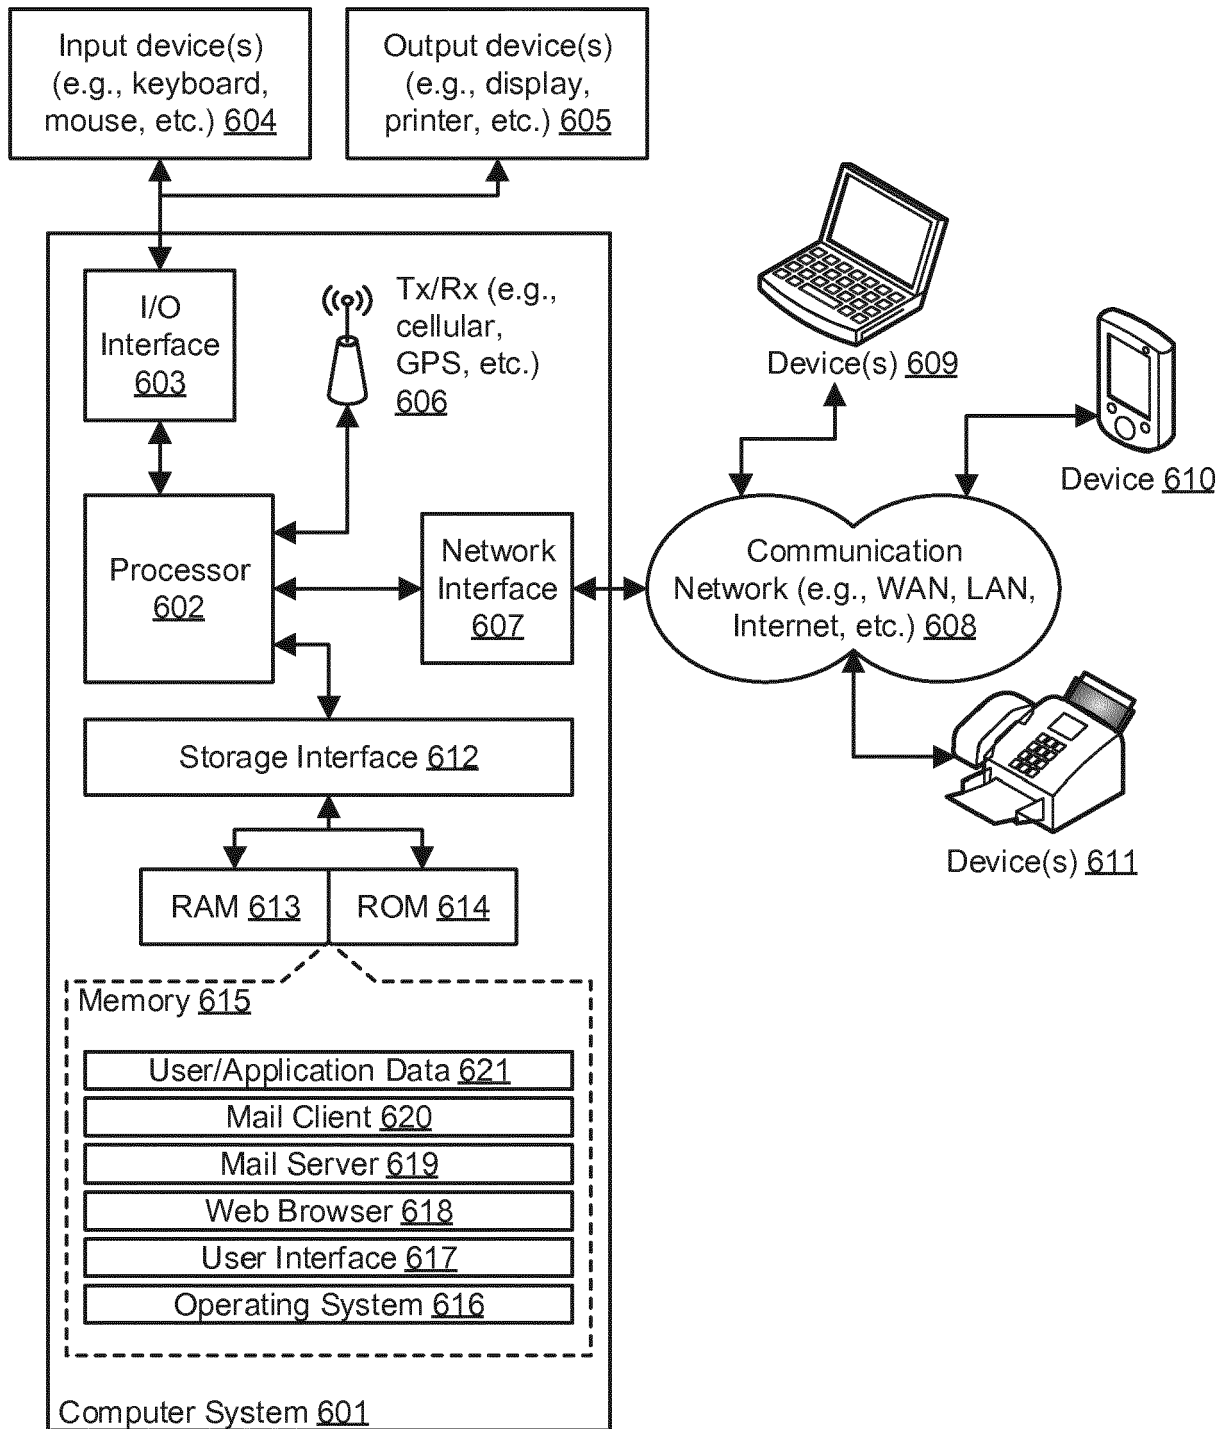 Input device(s)
(e.g., keyboard,
mouse, etc.) 604
Output device(s)
(e.g., display,
printer, etc.) 605
I/O
Interface
603
Tx/Rx (e.g.,
cellular,
GPS, etc.)
606
Device(s) 609
Device 610
Processor
602
Network
Interface
607
Communication
Network (e.g., WAN, LAN,
Internet, etc.) 608
Storage Interface 612
Device(s) 611
RAM 613
ROM 614
Memory 615
User/Application Data 621
Mail Client 620
Mail Server 619
Web Browser 618
User Interface 617
Operating System 616
Computer System 601